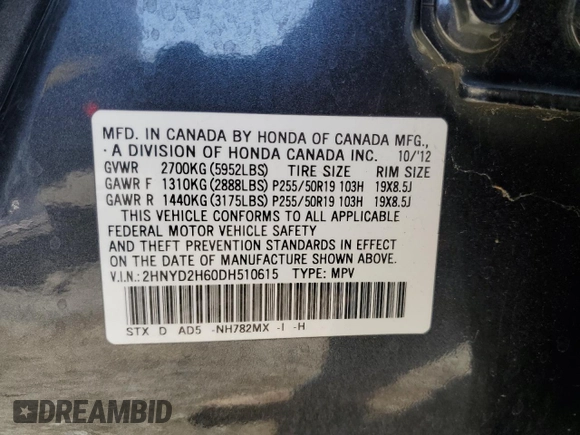 MFD. IN CANADA BY HONDA OF CANADA MFG.,
A DIVISION OF HONDA CANADA INC. 10/'12
GVWR 2700KG (5952LBS) TIRE SIZE RIM SIZE
GAWR F 1310KG (2888LBS) P255/50R19 103H 19X8.5J
GAWR R 1440KG (3175LBS) P255/50R19 103H 19X8.5J
THIS VEHICLE CONFORMS TO ALL APPLICABLE
FEDERAL MOTOR VEHICLE SAFETY
AND THEFT PREVENTION STANDARDS IN EFFECT
ON THE DATE OF MANUFACTURE SHOWN ABOVE.
V.I.N.: 2HNYD2H60DH510615 TYPE: MPV
STX D AD5 -NH782MX -I -H
DREAMBID